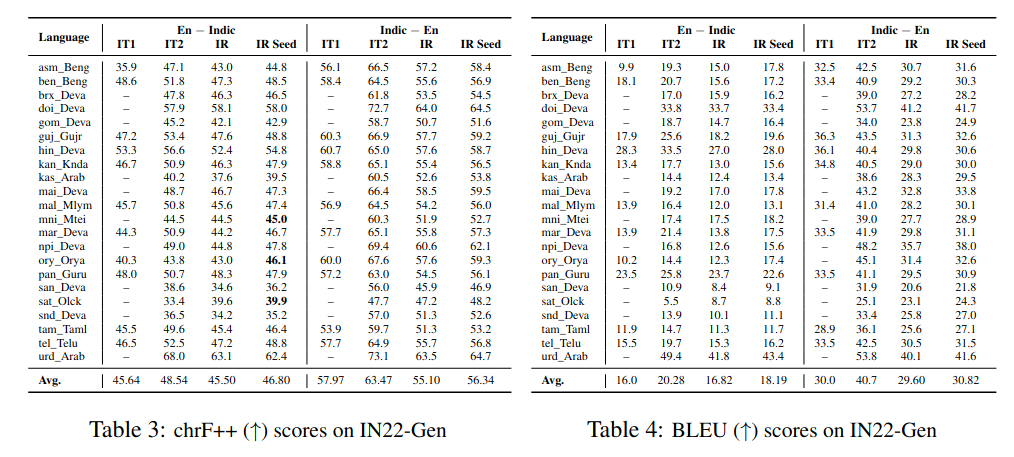 Language En − Indic Indic − En
IT1 IT2 IR IR Seed IT1 IT2 IR IR Seed
asm_Beng 35.9 47.1 43.0 44.8 56.1 66.5 57.2 58.4
ben_Beng 48.6 51.8 47.3 48.5 58.4 64.5 55.6 56.9
brx_Deva – 47.8 46.3 46.5 – 61.8 53.5 54.5
doi_Deva – 57.9 58.1 58.0 – 72.7 64.0 64.5
gom_Deva – 45.2 42.1 42.9 – 58.7 50.7 51.6
guj_Gujr 47.2 53.4 47.6 48.8 60.3 66.9 57.7 59.2
hin_Deva 53.3 56.6 52.4 54.8 60.7 65.0 57.6 58.7
kan_Knda 46.7 50.9 46.3 47.9 58.8 65.1 55.4 56.5
kas_Arab – 40.2 37.6 39.5 – 60.5 52.6 53.8
mai_Deva – 48.7 46.7 47.3 – 66.4 58.5 59.5
mal_Mlym 45.7 50.8 45.6 47.4 56.9 64.5 54.2 56.0
mni_Mtei – 44.5 44.5 45.0 – 60.3 51.9 52.7
mar_Deva 44.3 50.9 44.2 46.7 57.7 65.1 55.8 57.3
npi_Deva – 49.0 44.8 47.8 – 69.4 60.6 62.1
ory_Orya 40.3 43.8 43.0 46.1 60.0 67.6 57.6 59.3
pan_Guru 48.0 50.7 48.3 47.9 57.2 63.0 54.5 56.1
san_Deva – 38.6 34.6 36.2 – 56.0 45.9 46.9
sat_Olck – 33.4 39.6 39.9 – 47.7 47.2 48.2
snd_Deva – 36.5 34.2 35.2 – 57.0 51.3 52.6
tam_Taml 45.5 49.6 45.4 46.4 53.9 59.7 51.3 53.2
tel_Telu 46.5 52.5 47.2 48.8 57.7 64.9 55.7 56.8
urd_Arab – 68.0 63.1 62.4 – 73.1 63.5 64.7
Avg. 45.64 48.54 45.50 46.80 57.97 63.47 55.10 56.34
Table 3: chrF++ (↑) scores on IN22-Gen
Language En − Indic Indic − En
IT1 IT2 IR IR Seed IT1 IT2 IR IR Seed
asm_Beng 9.9 19.3 15.0 17.8 32.5 42.5 30.7 31.6
ben_Beng 18.1 20.7 15.6 17.2 33.4 40.9 29.2 30.3
brx_Deva – 17.0 15.9 16.2 – 39.0 27.2 28.2
doi_Deva – 33.8 33.7 33.4 – 53.7 41.2 41.7
gom_Deva – 18.7 14.7 16.4 – 34.0 23.8 24.9
guj_Gujr 17.9 25.6 18.2 19.6 36.3 43.5 31.3 32.6
hin_Deva 28.3 33.5 27.0 28.0 36.1 40.4 29.8 30.6
kan_Knda 13.4 17.7 13.0 15.6 34.8 40.5 29.0 30.0
kas_Arab – 14.4 12.4 13.4 – 38.6 28.3 29.5
mai_Deva – 19.2 17.0 17.8 – 43.2 32.8 33.8
mal_Mlym 13.9 16.4 12.0 13.1 31.4 41.0 28.2 30.1
mni_Mtei – 17.4 17.5 18.2 – 39.0 27.7 28.9
mar_Deva 13.9 21.4 13.8 17.5 33.5 41.9 29.8 31.1
npi_Deva – 16.8 12.6 15.6 – 48.2 35.7 38.0
ory_Orya 10.2 14.4 12.3 17.4 – 45.1 31.4 32.6
pan_Guru 23.5 25.8 23.7 22.6 33.5 41.1 29.5 30.9
san_Deva – 10.9 8.4 9.1 – 31.9 20.6 21.8
sat_Olck – 5.5 8.7 8.8 – 25.1 23.1 24.3
snd_Deva – 13.9 10.1 11.1 – 33.4 25.8 27.0
tam_Taml 11.9 14.7 11.3 11.7 28.9 36.1 25.6 27.1
tel_Telu 15.5 19.7 15.3 16.2 33.5 42.5 30.5 31.5
urd_Arab – 49.4 41.8 43.4 – 53.8 40.1 41.6
Avg. 16.0 20.28 16.82 18.19 30.0 40.7 29.60 30.82
Table 4: BLEU (↑) scores on IN22-Gen